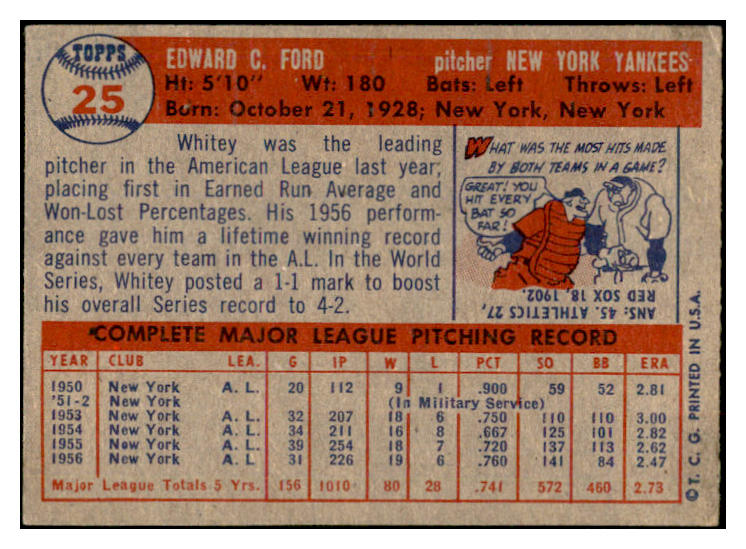 TOPPS
25
EDWARD C. FORD pitcher NEW YORK YANKEES
Ht: 5'10" Wt: 180 Bats: Left Throws: Left
Born: October 21, 1928; New York, New York
Whitey was the leading
pitcher in the American League last year,
placing first in Earned Run Average and
Won-Lost Percentages. His 1956 perform-
ance gave him a lifetime winning record
against every team in the A.L. In the World
Series, Whitey posted a 1-1 mark to boost
his overall Series record to 4-2.
WHAT WAS THE MOST HITS MADE
BY BOTH TEAMS IN A GAME?
GREAT! YOU
HIT EVERY
BAT SO
FAR!
ANS: 45. ATHLETICS 27,
RED SOX 18. 1902.
COMPLETE MAJOR LEAGUE PITCHING RECORD
YEAR CLUB LEA. G IP W L PCT SO BB ERA
1950 New York A. L. 20 112 9 1 .900 59 52 2.81
'51-2 New York (In Military Service)
1953 New York A. L. 32 207 18 6 .750 110 110 3.00
1954 New York A. L. 34 211 16 8 .667 125 101 2.82
1955 New York A. L. 39 254 18 7 .720 137 113 2.62
1956 New York A. L 31 226 19 6 .760 141 84 2.47
Major League Totals 5 Yrs. 156 1010 80 28 .741 572 460 2.73
© T. C. G. PRINTED IN U.S.A.